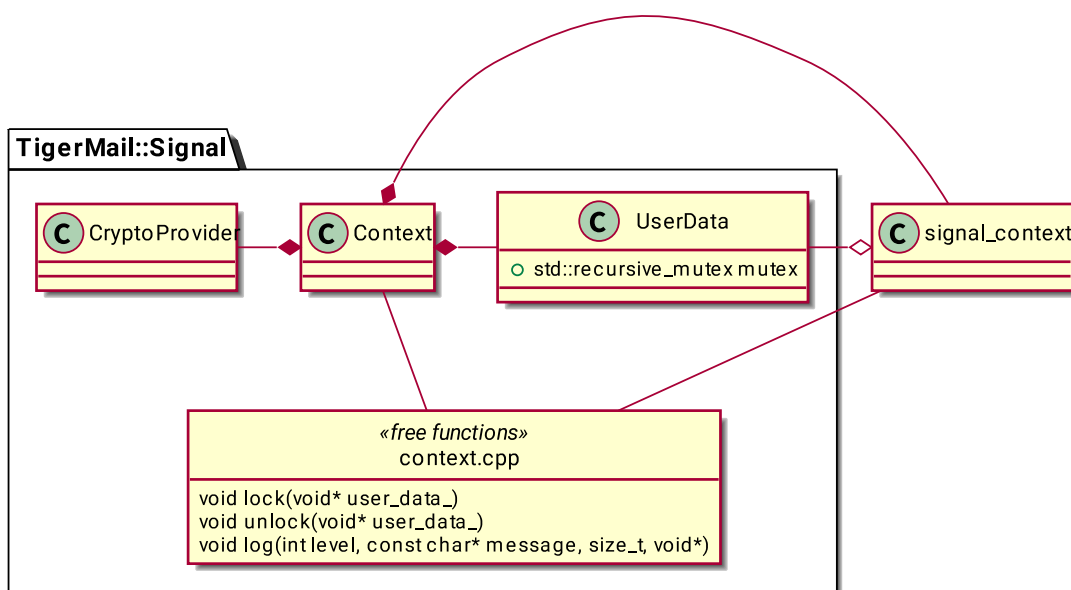 TigerMail::Signal
C CryptoProvider
C Context
C UserData
std::recursive_mutex mutex
C signal_context
«free functions»
context.cpp
void lock(void* user_data_)
void unlock(void* user_data_)
void log(int level, const char* message, size_t, void*)